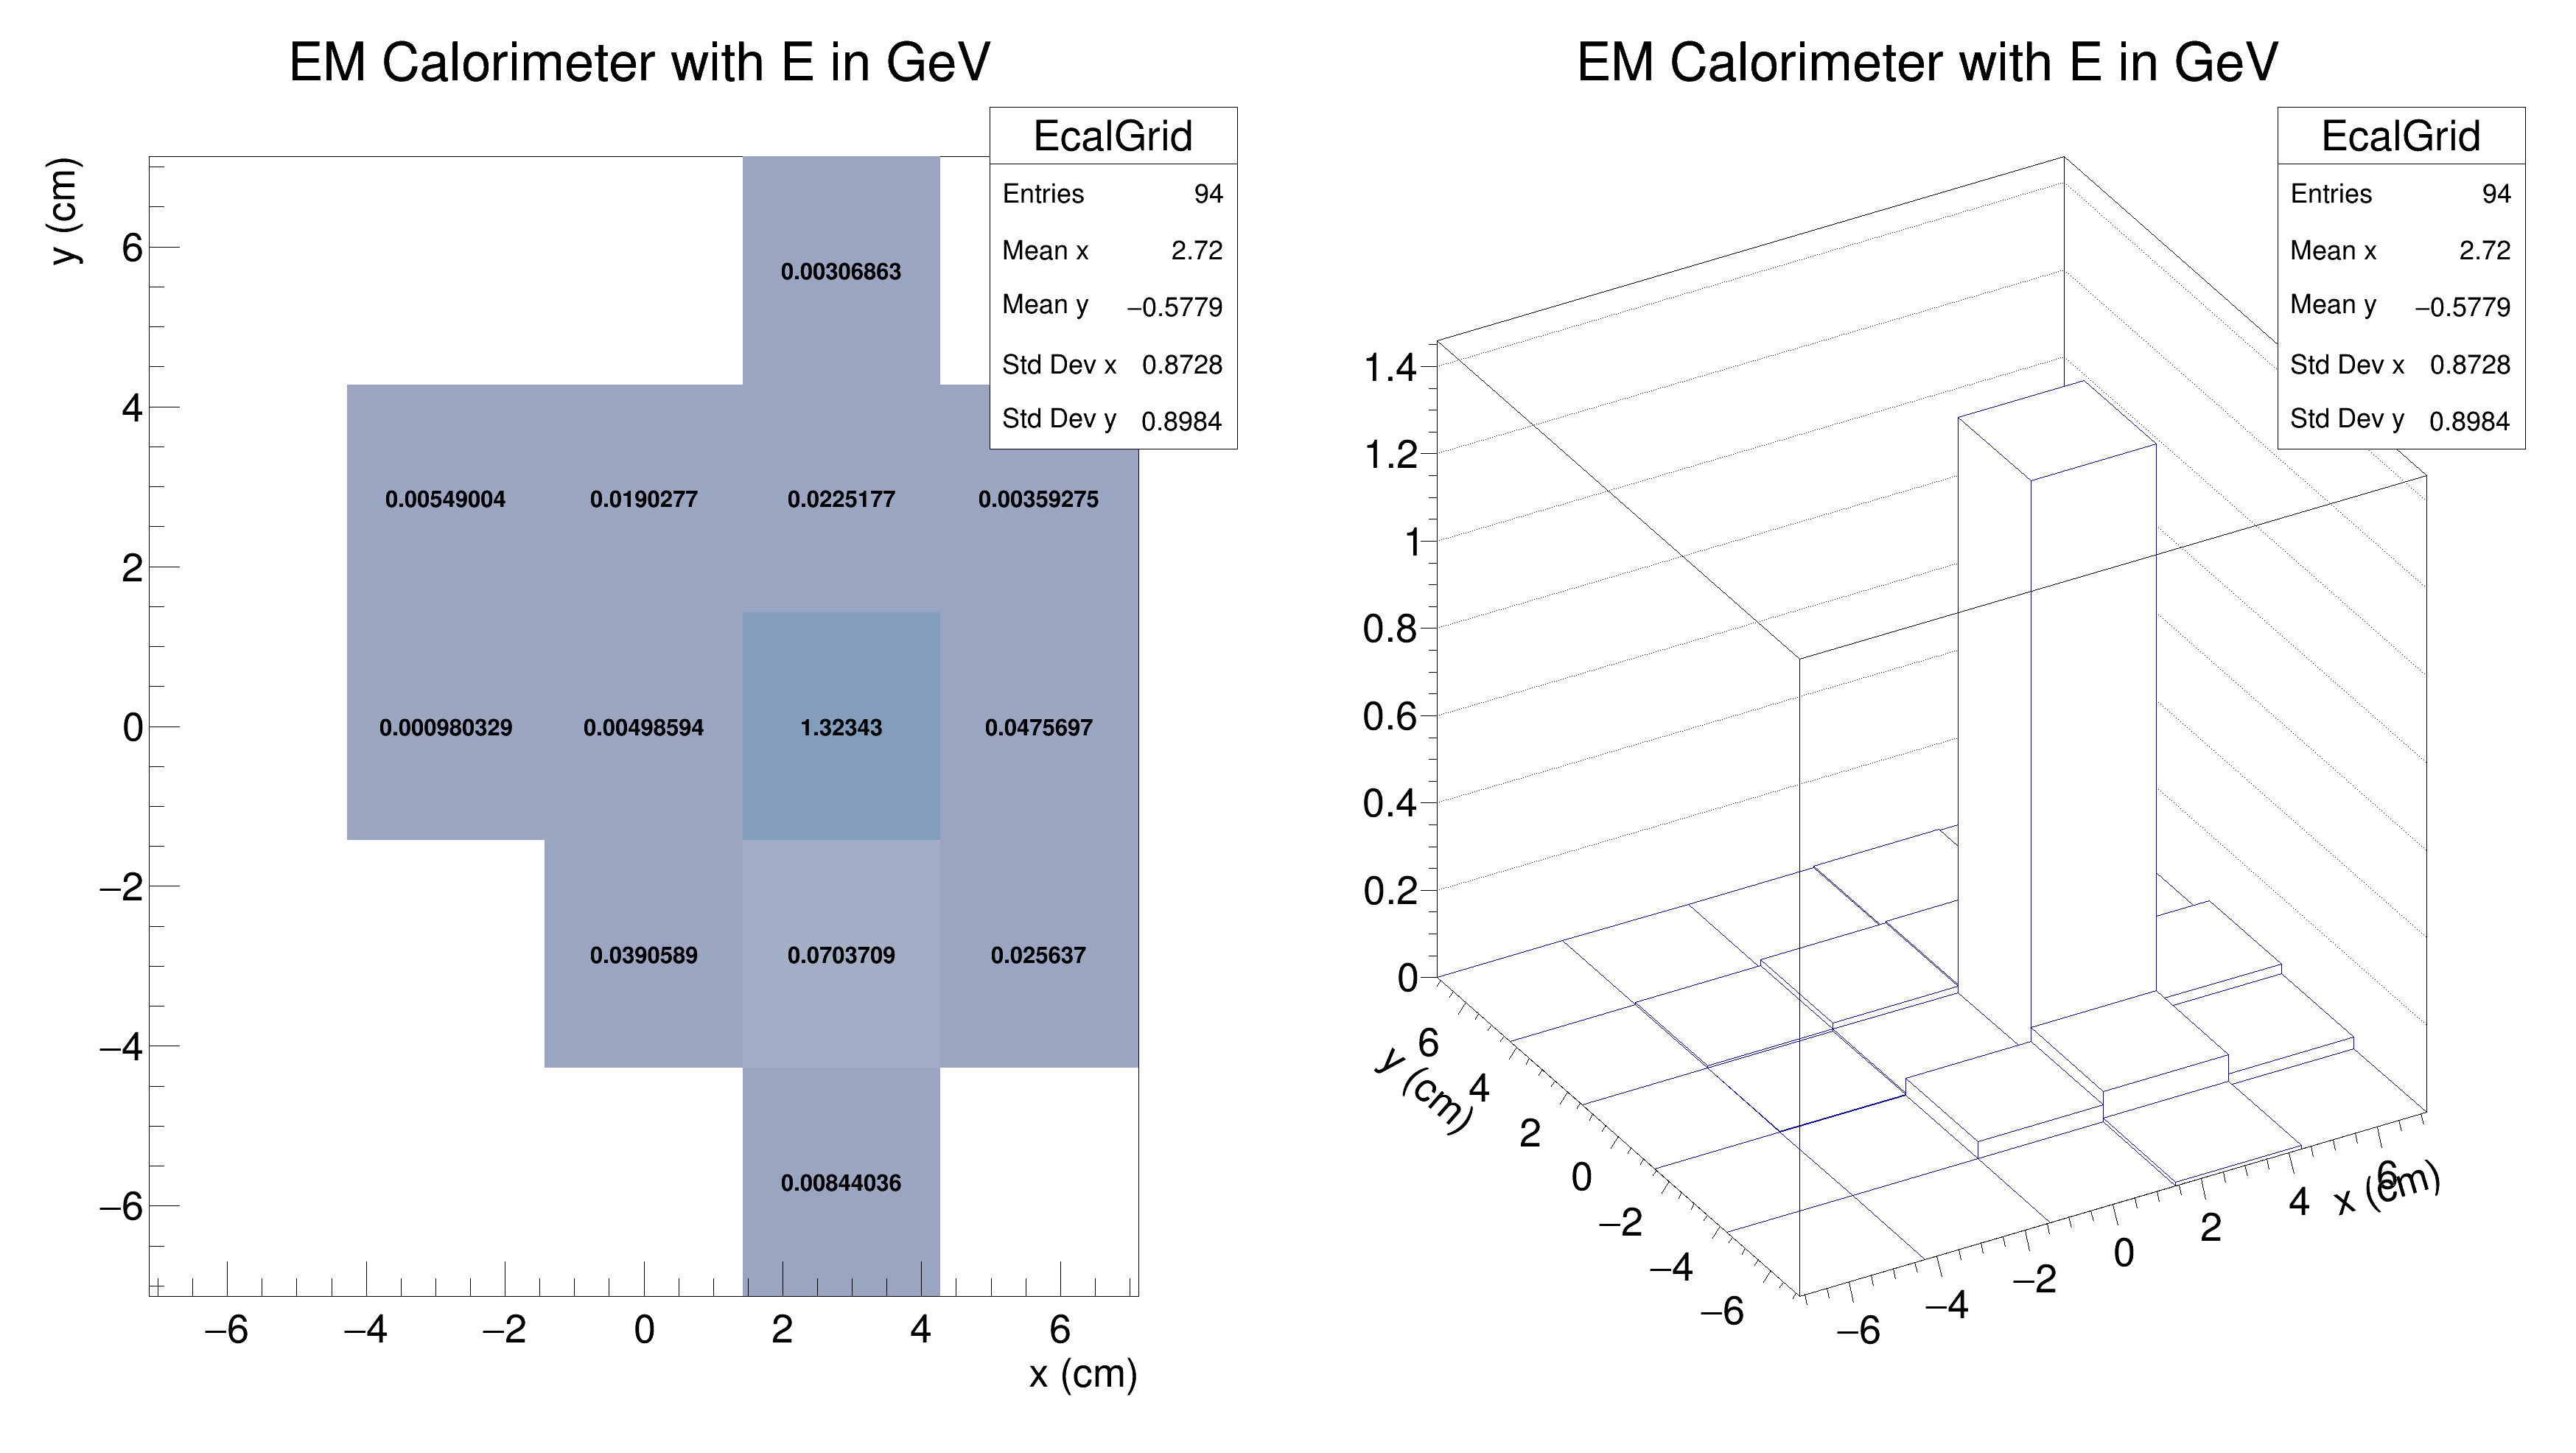 EM Calorimeter with E in GeV
EcalGrid
Entries 94
Mean x 2.72
Mean y −0.5779
Std Dev x 0.8728
Std Dev y 0.8984
y (cm)
6
4
2
0
−2
−4
−6
0.00306863
0.00549004 0.0190277 0.0225177 0.00359275
0.000980329 0.00498594 1.32343 0.0475697
0.0390589 0.0703709 0.025637
0.00844036
−6 −4 −2 0 2 4 6
x (cm)
EM Calorimeter with E in GeV
EcalGrid
Entries 94
Mean x 2.72
Mean y −0.5779
Std Dev x 0.8728
Std Dev y 0.8984
1.4
1.2
1
0.8
0.6
0.4
0.2
0
y (cm)
6
4
2
0
−2
−4
−6
−6 −4 −2 0 2 4 6
x (cm)